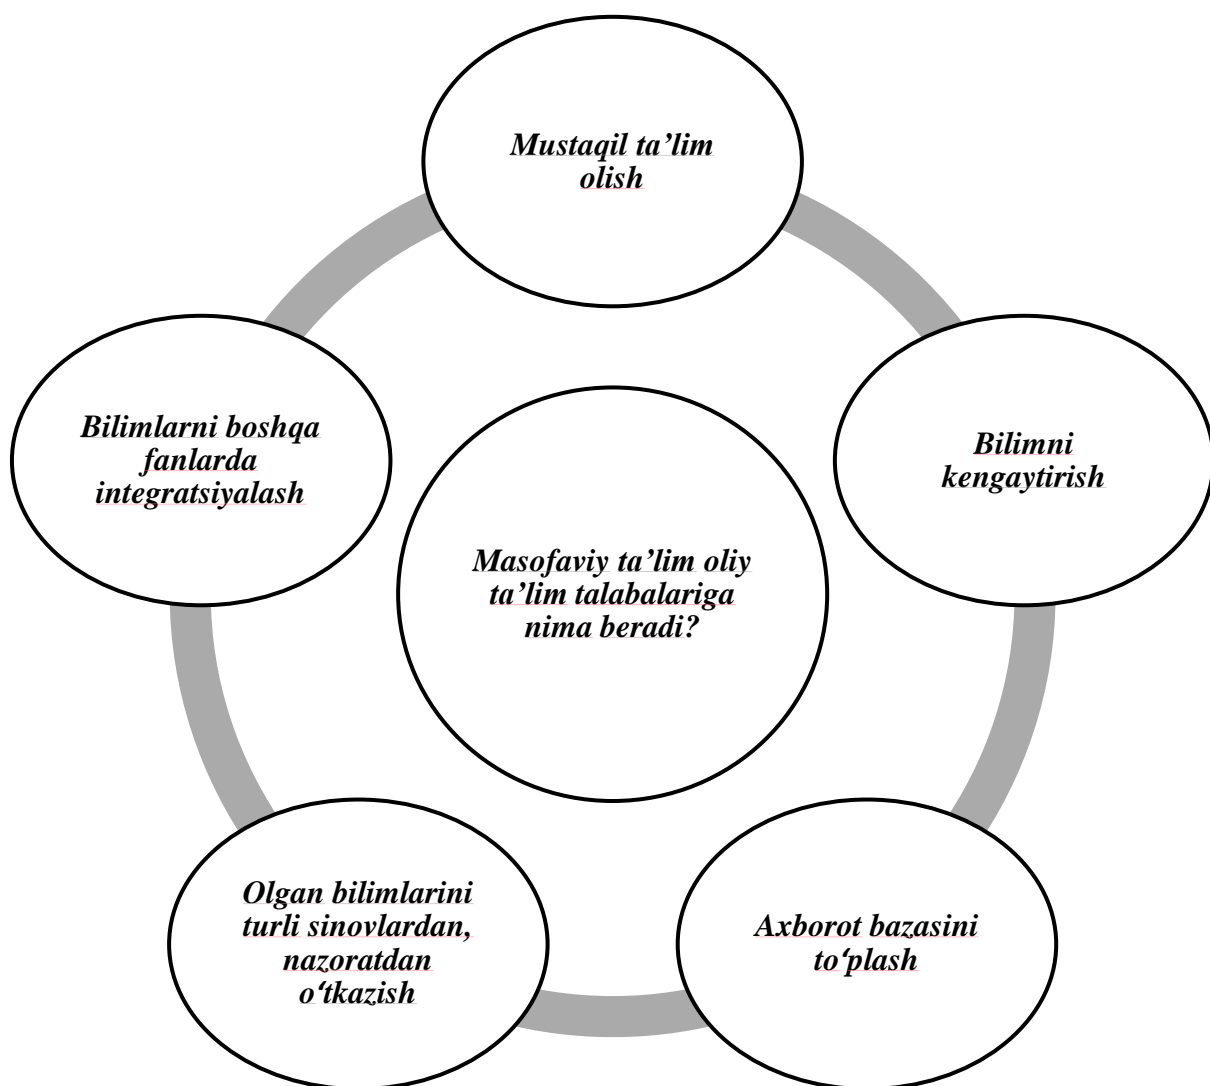 Mustaqil ta’lim
olish
Bilimni
kengaytirish
Axborot bazasini
to‘plash
Olgan bilimlarini
turli sinovlardan,
nazoratdan
o‘tkazish
Bilimlarni boshqa
fanlarda
integratsiyalash
Masofaviy ta’lim oliy
ta’lim talabalariga
nima beradi?